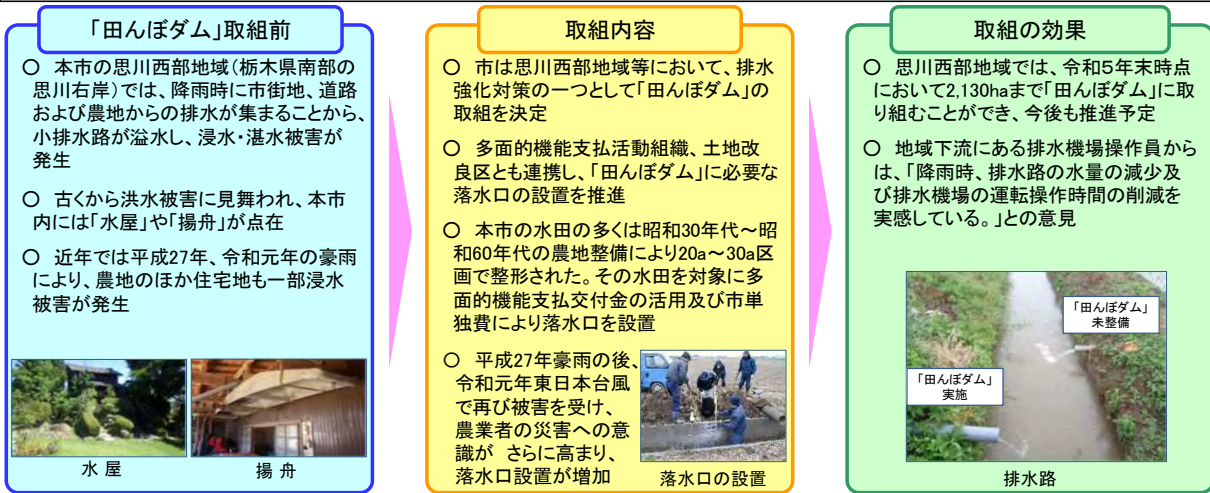 「田んぼダム」取組前
○ 本市の思川西部地域(栃木県南部の
思川右岸)では、降雨時に市街地、道路
および農地からの排水が集まることから、
小排水路が溢水し、浸水・湛水被害が
発生
○ 古くから洪水被害に見舞われ、本市
内には「水屋」や「揚舟」が点在
○ 近年では平成27年、令和元年の豪雨
により、農地のほか住宅地も一部浸水
被害が発生
水 屋
揚 舟
取組内容
○ 市は思川西部地域等において、排水
強化対策の一つとして「田んぼダム」の
取組を決定
○ 多面的機能支払活動組織、土地改
良区とも連携し、「田んぼダム」に必要な
落水口の設置を推進
○ 本市の水田の多くは昭和30年代~昭
和60年代の農地整備により20a~30a区
画で整形された。その水田を対象に多
面的機能支払交付金の活用及び市単
独費により落水口を設置
○ 平成27年豪雨の後、
令和元年東日本台風
で再び被害を受け、
農業者の災害への意
識が さらに高まり、
落水口設置が増加
落水口の設置
取組の効果
○ 思川西部地域では、令和5年末時点
において2,130haまで「田んぼダム」に取
り組むことができ、今後も推進予定
○ 地域下流にある排水機場操作員から
は、「降雨時、排水路の水量の減少及
び排水機場の運転操作時間の削減を
実感している。」との意見
「田んぼダム」
未整備
「田んぼダム」
実施
排水路